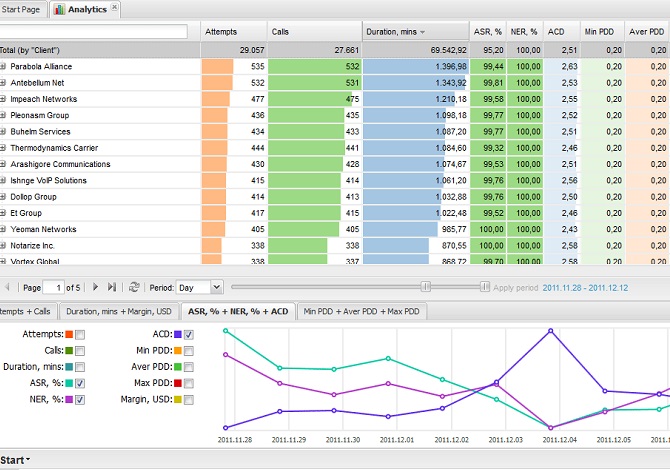 Start Page Analytics
Attempts Calls Duration, mins ASR, % NER, % ACD Min PDD Aver PDD
Total (by "Client") 29.057 27.661 69.542,92 95,20 100,00 2,51 0,20 0,20
Parabola Alliance 535 532 1.396,98 99,44 100,00 2,63 0,20 0,20
Antebellum Net 532 531 1.343,92 99,81 100,00 2,53 0,20 0,20
Impeach Networks 477 475 1.210,18 99,58 100,00 2,55 0,20 0,20
Pleonasm Group 436 435 1.098,18 99,77 100,00 2,52 0,20 0,20
Buhelm Services 434 433 1.087,20 99,77 100,00 2,51 0,20 0,20
Thermodynamics Carrier 444 441 1.084,60 99,32 100,00 2,46 0,20 0,20
Arashigore Communications 430 428 1.074,67 99,53 100,00 2,51 0,20 0,20
Ishnge VoIP Solutions 415 414 1.061,20 99,76 100,00 2,56 0,20 0,20
Dollop Group 414 413 1.032,88 99,76 100,00 2,50 0,20 0,20
Et Group 417 415 1.022,48 99,52 100,00 2,46 0,20 0,20
Yeoman Networks 405 405 985,77 100,00 100,00 2,43 0,20 0,20
Notarize Inc. 338 338 870,55 100,00 100,00 2,58 0,20 0,20
Vortex Global 338 337 868,72 99,70 100,00 2,58 0,20 0,20
Page 1 of 5 Period: Day Apply period 2011.11.28 - 2011.12.12
tempts + Calls Duration, mins + Margin, USD ASR, % + NER, % + ACD Min PDD + Aver PDD + Max PDD
Attempts: ACD:
Calls: Min PDD:
Duration, mins: Aver PDD:
ASR, %: Max PDD:
NER, %: Margin, USD:
2011.11.28 2011.11.29 2011.11.30 2011.12.01 2011.12.02 2011.12.03 2011.12.04 2011.12.05 2011.1
Start